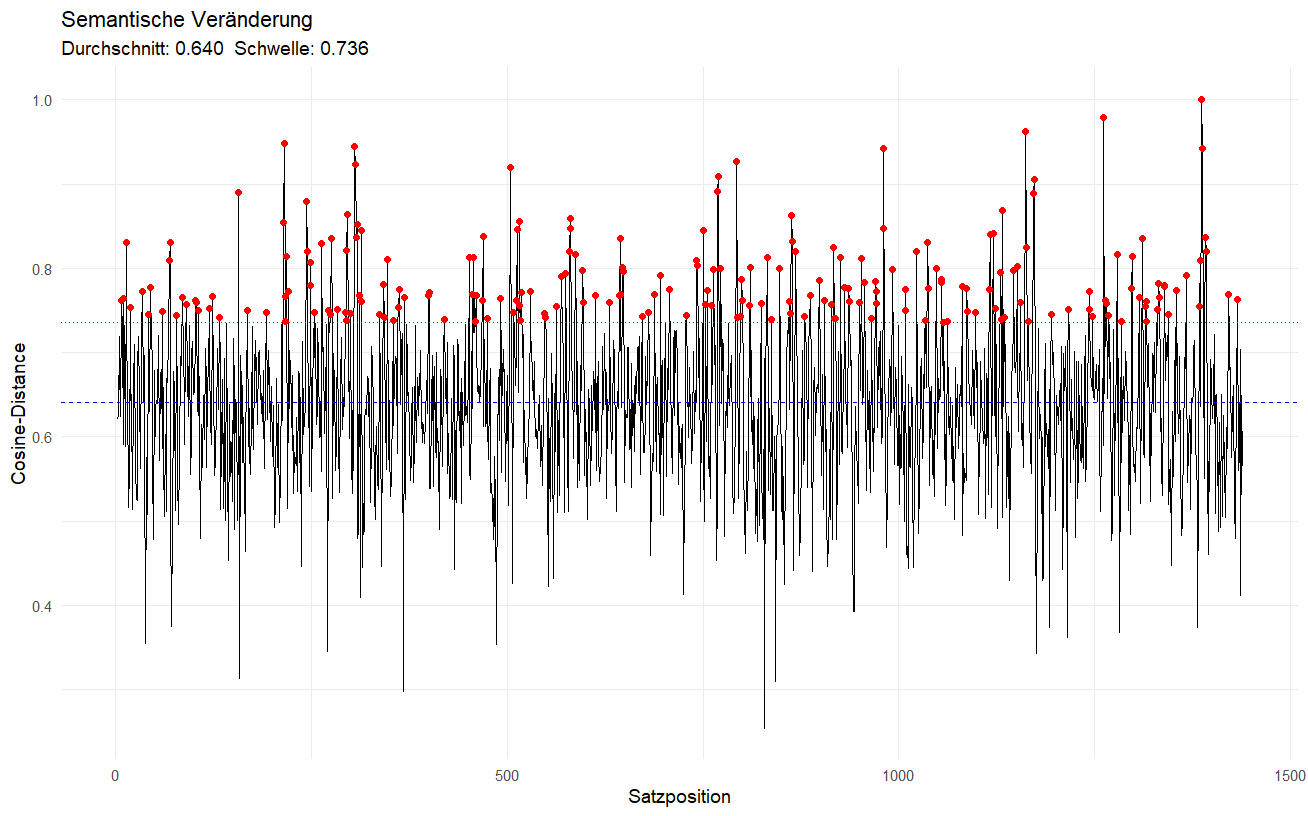 Semantische Veränderung
Durchschnitt: 0.640  Schwelle: 0.736
1.0
0.8
0.6
0.4
Cosine-Distance
0
500
1000
1500
Satzposition